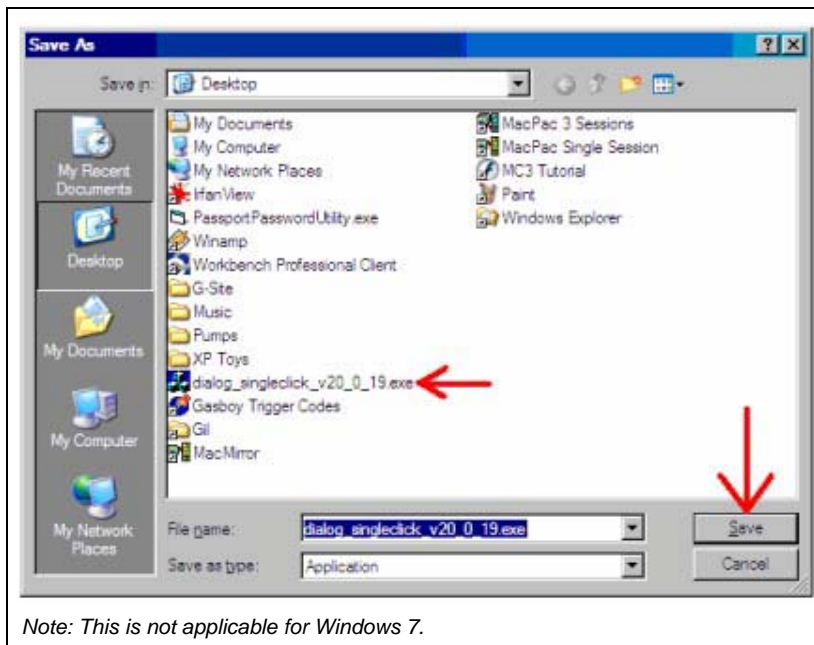 Save As
Save in:
Desktop
My Recent
Documents
Desktop
My Documents
My Computer
My Network
Places
My Documents
My Computer
My Network Places
IrfanView
PassportPasswordUtility.exe
Winamp
Workbench Professional Client
G-Site
Music
Pumps
XP Toys
dialog_singleclick_v20_0_19.exe
Gasboy Trigger Codes
Gil
MacMirror
MacPac 3 Sessions
MacPac Single Session
MC3 Tutorial
Paint
Windows Explorer
File name:
dialog_singleclick_v20_0_19.exe
Save
Save as type:
Application
Cancel
Note: This is not applicable for Windows 7.